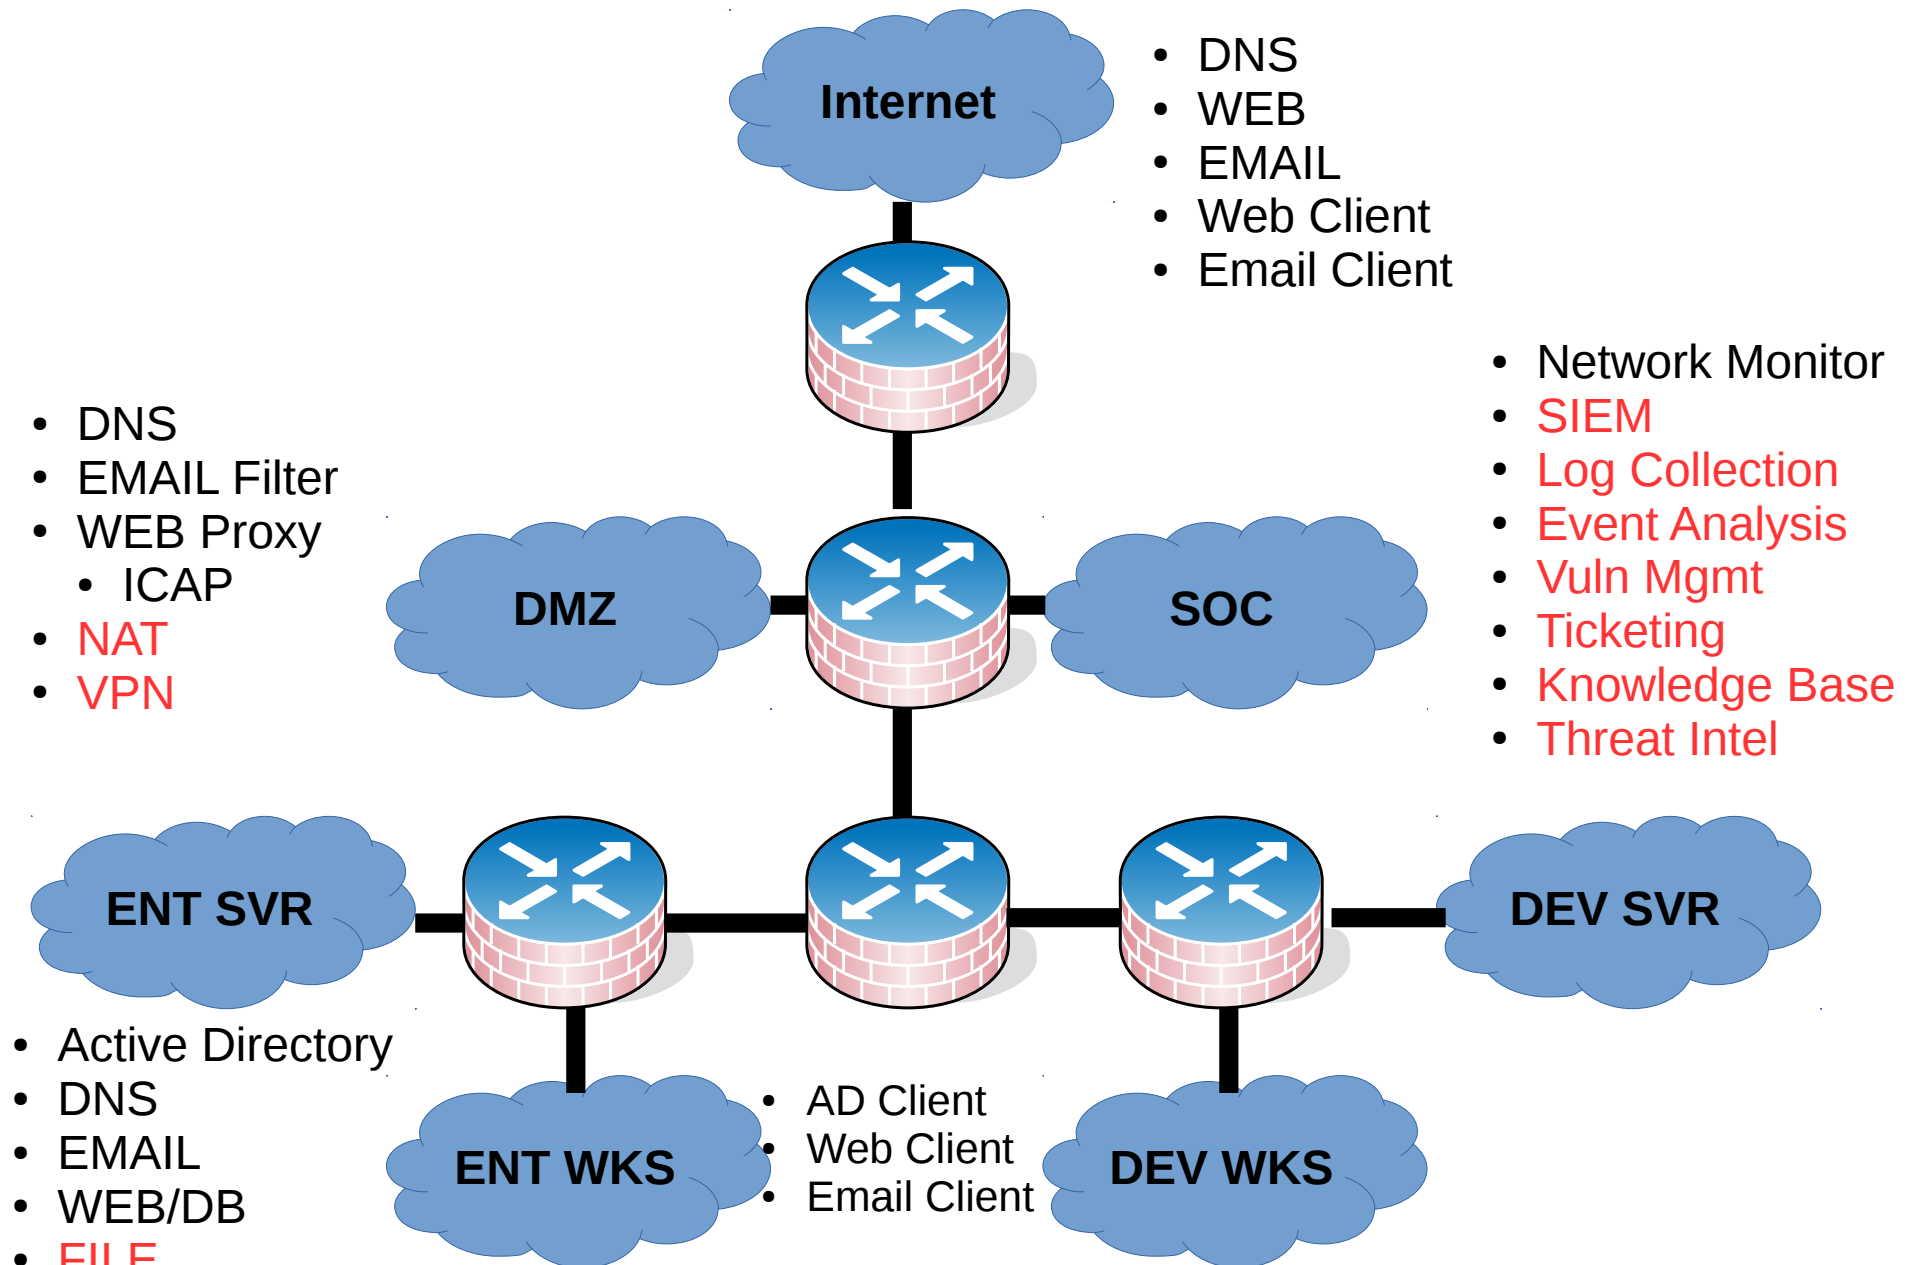 Internet
• DNS
• WEB
• EMAIL
• Web Client
• Email Client
• Network Monitor
• SIEM
• Log Collection
• Event Analysis
• Vuln Mgmt
• Ticketing
• Knowledge Base
• Threat Intel
• DNS
• EMAIL Filter
• WEB Proxy
• ICAP
• NAT
• VPN
DMZ
SOC
ENT SVR
DEV SVR
• Active Directory
• DNS
• EMAIL
• WEB/DB
• FILE
ENT WKS
• AD Client
• Web Client
• Email Client
DEV WKS